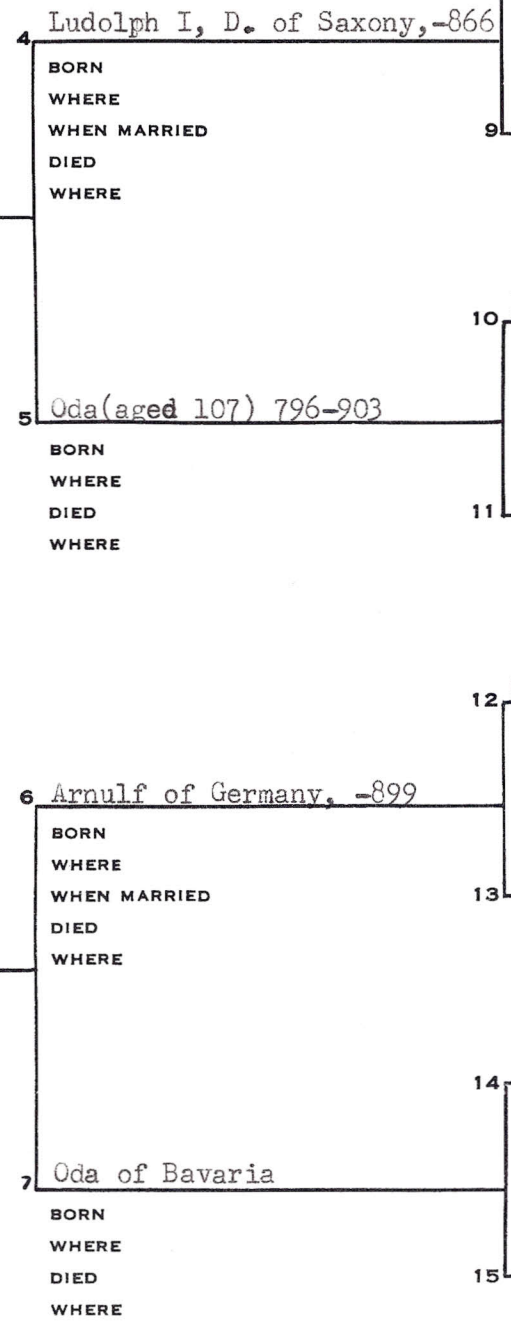 4 Ludolph I, D. of Saxony,-866
BORN
WHERE
WHEN MARRIED
9
DIED
WHERE
10
5 Oda(aged 107) 796-903
BORN
WHERE
DIED
11
WHERE
12
6 Arnulf of Germany, -899
BORN
WHERE
WHEN MARRIED
13
DIED
WHERE
14
7 Oda of Bavaria
BORN
WHERE
DIED
15
WHERE